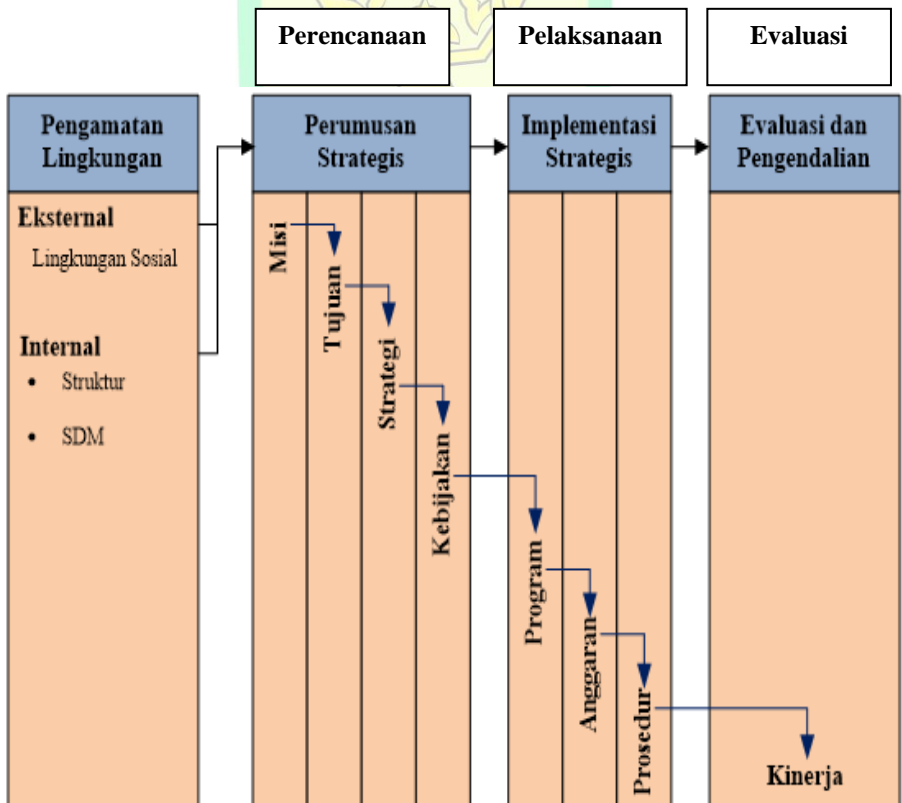 Perencanaan
Pelaksanaan
Evaluasi
Pengamatan
Lingkungan
Perumusan
Strategis
Implementasi
Strategis
Evaluasi dan
Pengendalian
Eksternal
Lingkungan Sosial
Internal
• Struktur
• SDM
Misi
Tujuan
Strategi
Kebijakan
Program
Anggaran
Prosedur
Kinerja